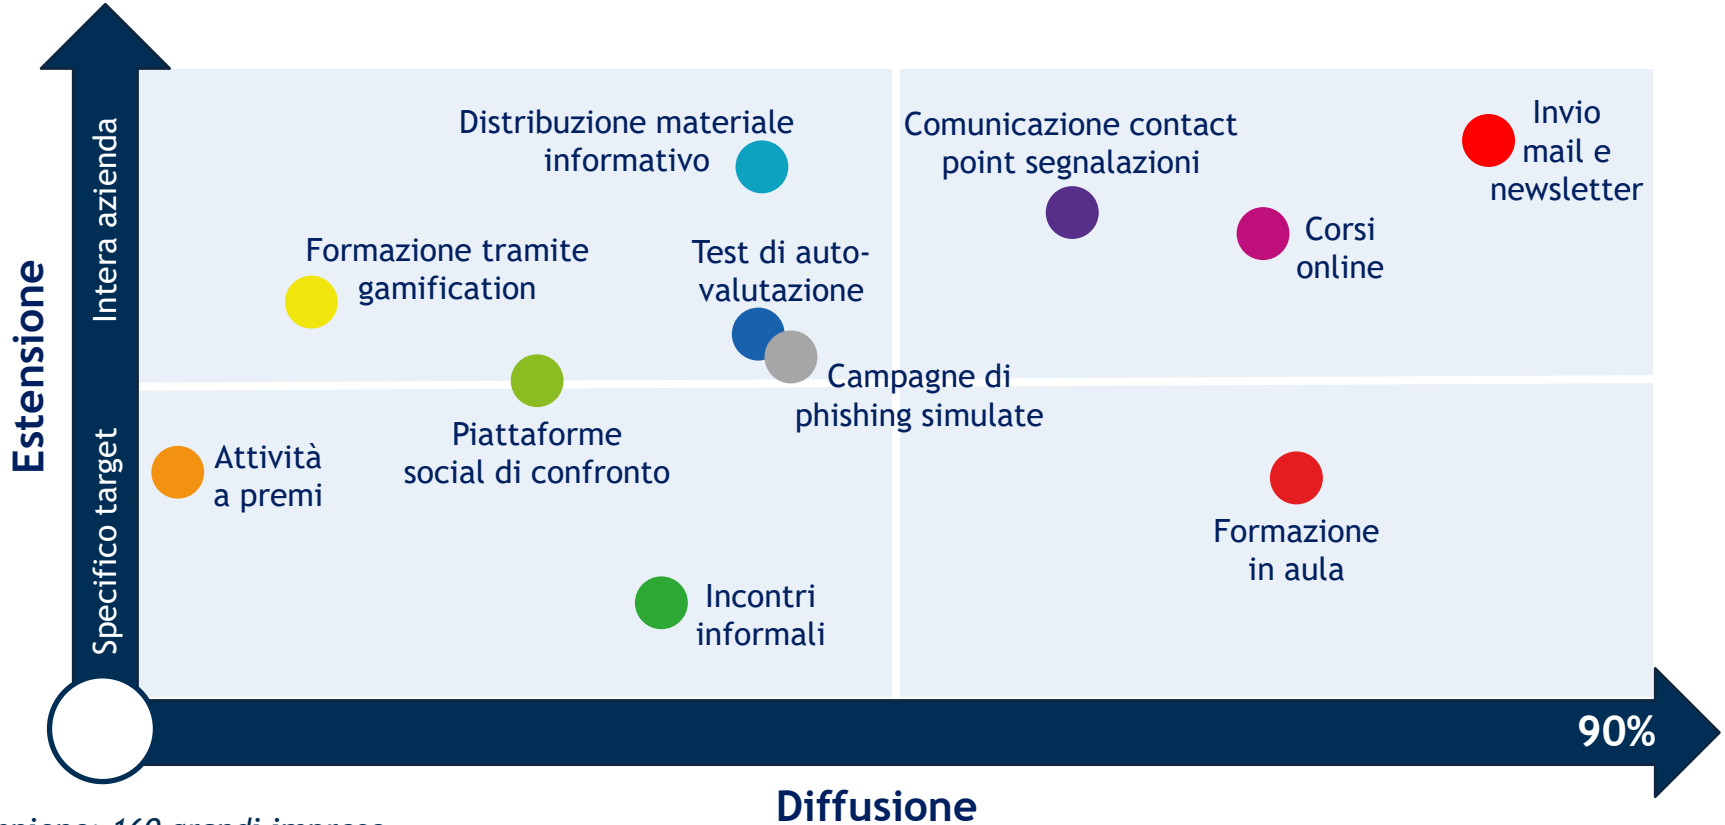 Distribuzione materiale
informativo
Comunicazione contact
point segnalazioni
Invio
mail e
newsletter
Corsi
online
Formazione tramite
gamification
Test di auto-
valutazione
Campagne di
phishing simulate
Piattaforme
social di confronto
Attività
a premi
Formazione
in aula
Incontri
informali
Estensione
Intera azienda
Specifico target
90%
Diffusione